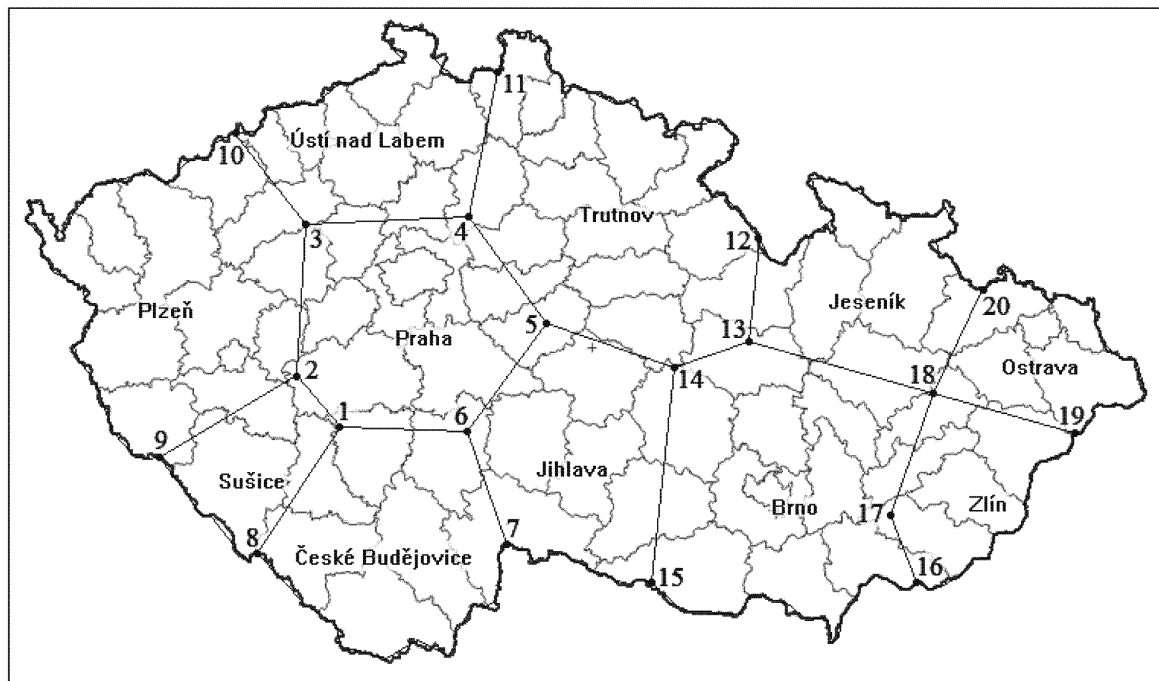 11
10
Ústí nad Labem
3
4
Trutnov
12
Plzeň
Praha
5
13
Jeseník
20
2
14
18
Ostrava
1
6
9
Sušice
Jihlava
19
Brno
17
Zlín
8
České Budějovice
7
15
16